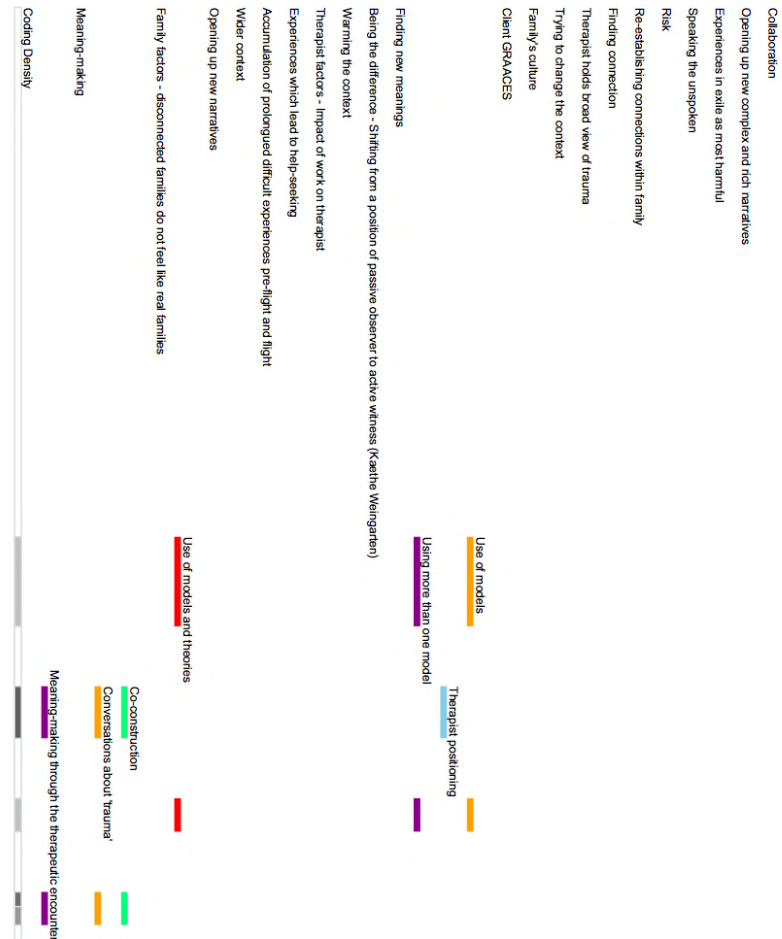 Collaboration
Opening up new complex and rich narratives
Experiences in exile as most harmful
Speaking the unspoken
Risk
Re-establishing connections within family
Finding connection
Therapist holds broad view of trauma
Trying to change the context
Family's culture
Client GRAACES
Use of models
Therapist positioning
Using more than one model
Finding new meanings
Being the difference - Shifting from a position of passive observer to active witness (Kaethe Weingarten)
Warming the context
Therapist factors - Impact of work on therapist
Experiences which lead to help-seeking
Accumulation of prolongued difficult experiences pre-flight and flight
Wider context
Opening up new narratives
Use of models and theories
Family factors - disconnected families do not feel like real families
Co-construction
Conversations about 'trauma'
Meaning-making
Meaning-making through the therapeutic encounter
Coding Density